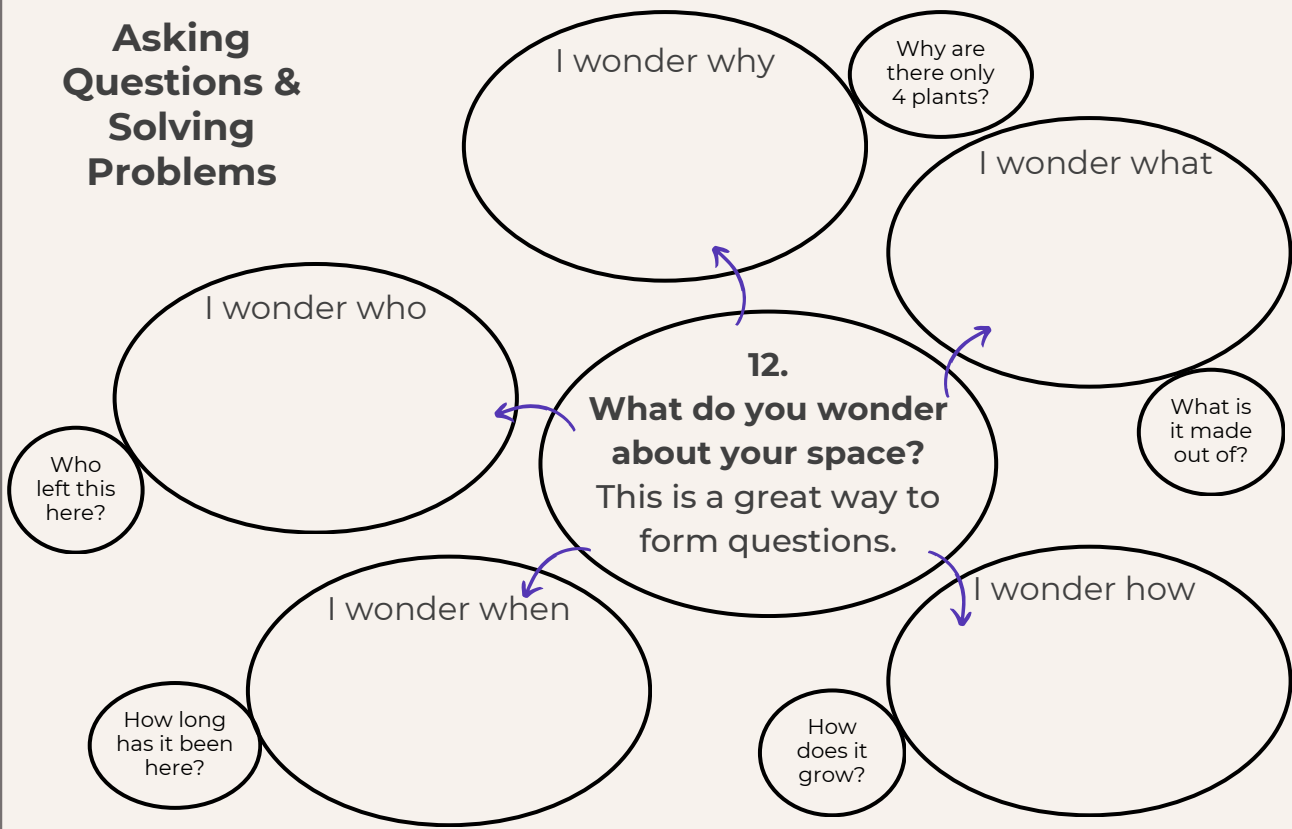 Asking
Questions &
Solving
Problems
I wonder why
Why are
there only
4 plants?
I wonder what
What is
it made
out of?
I wonder who
Who
left this
here?
12.
What do you wonder
about your space?
This is a great way to
form questions.
I wonder when
How long
has it been
here?
I wonder how
How
does it
grow?